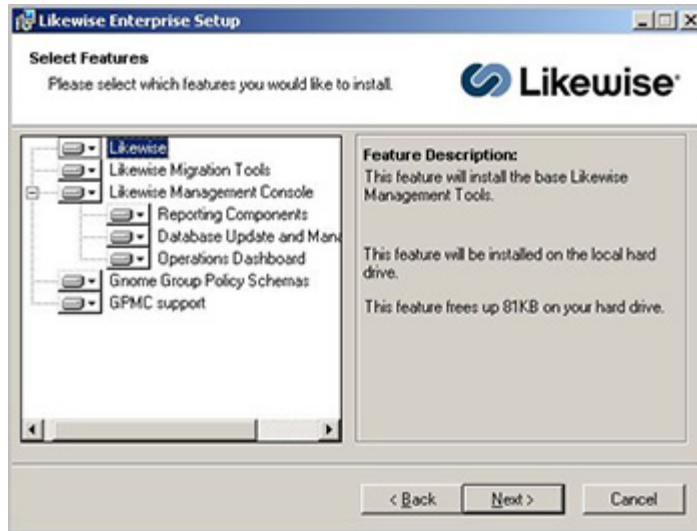 Likewise Enterprise Setup
Select Features
Please select which features you would like to install.
Likewise
Likewise
Likewise Migration Tools
Likewise Management Console
Reporting Components
Database Update and
Operations Dashboard
Gnome Group Policy Schemas
GPMC support
Feature Description:
This feature will install the base Likewise
Management Tools.
This feature will be installed on the local hard
drive.
This feature frees up 81KB on your hard drive.
< Back
Next >
Cancel